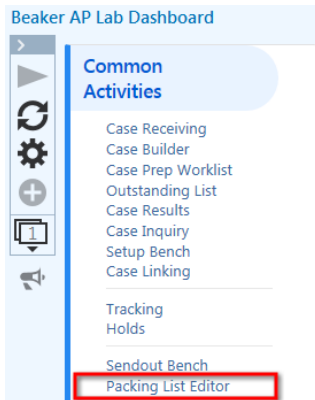 Beaker AP Lab Dashboard
Common
Activities
Case Receiving
Case Builder
Case Prep Worklist
Outstanding List
Case Results
Case Inquiry
Setup Bench
Case Linking
1
Tracking
Holds
Sendout Bench
Packing List Editor